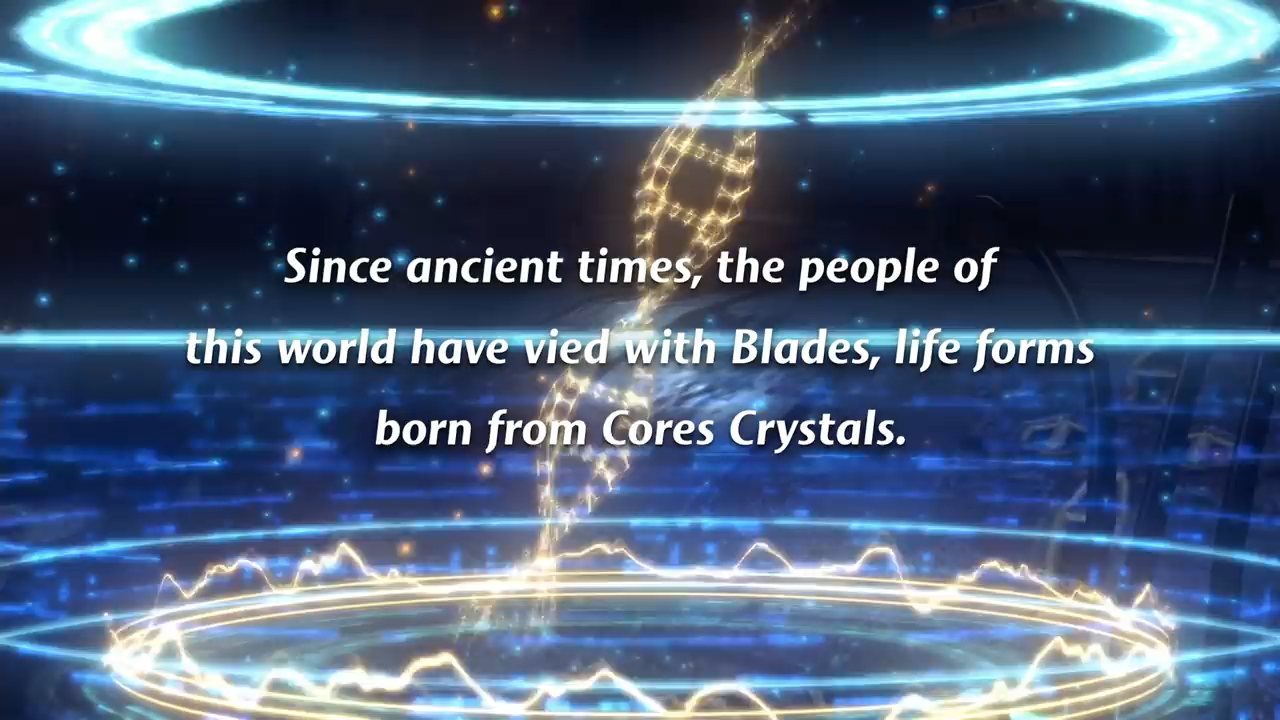 Since ancient times, the people of
this world have vied with Blades, life forms
born from Cores Crystals.